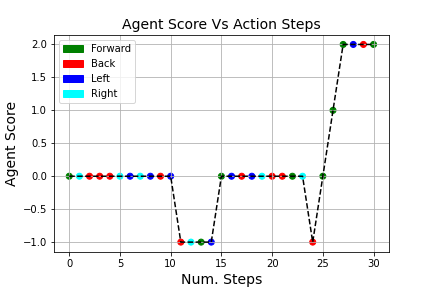 Agent Score Vs Action Steps
Agent Score
2.0
1.5
1.0
0.5
0.0
−0.5
−1.0
Forward
Back
Left
Right
0 5 10 15 20 25 30
Num. Steps